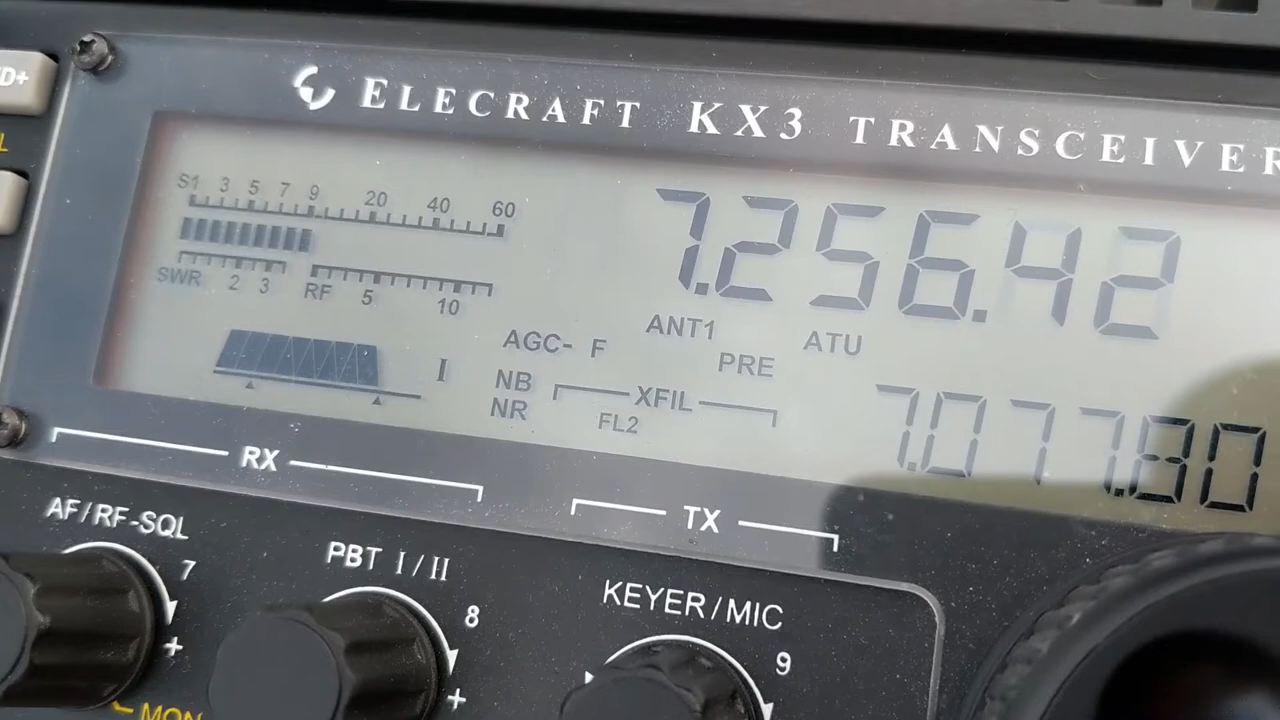 D+
L
ELECRAFT KX3 TRANSCEIVER
S1 3 5 7 9 20 40 60
SWR 2 3 RF 5 10
7.256.42
ANT1 ATU
AGC- F PRE
I NB XFIL
NR FL2
7.077.80
RX
TX
AF/RF-SQL
7
+
PBT I/II
8
+
KEYER/MIC
9
MON